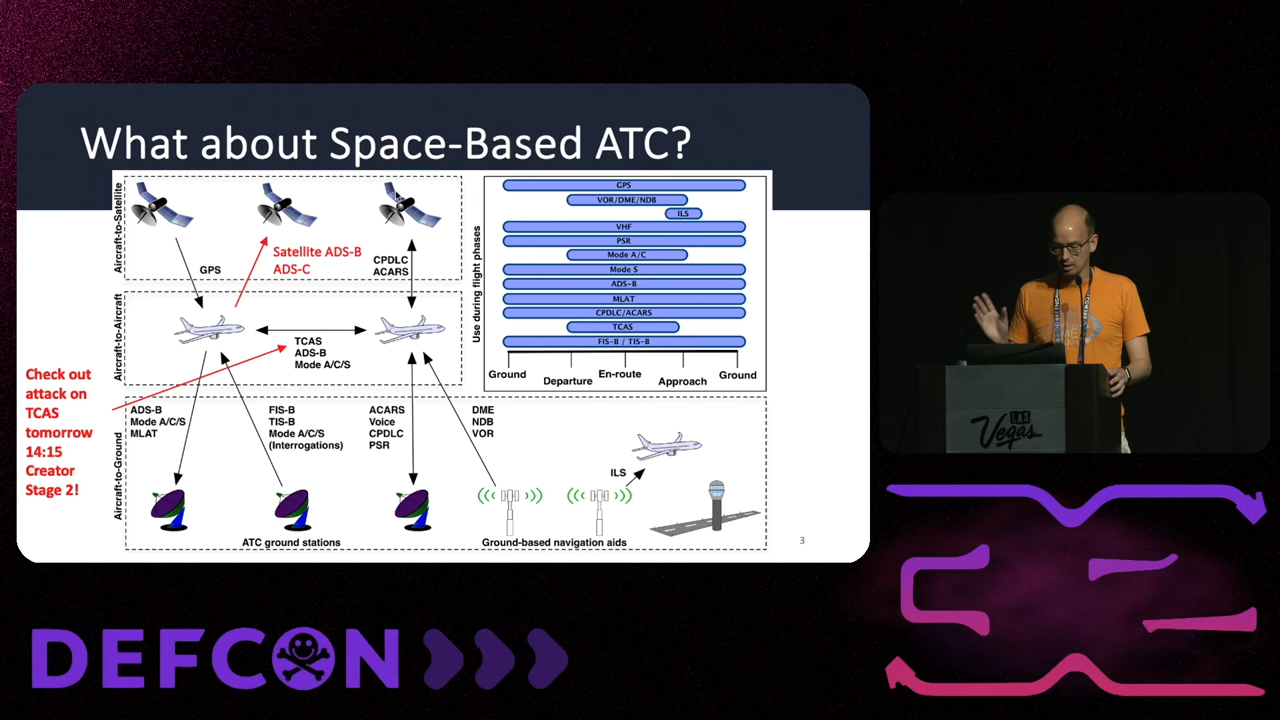 What about Space-Based ATC?
Aircraft-to-Satellite
GPS
Satellite ADS-B
ADS-C
CPDLC
ACARS
Aircraft-to-Aircraft
TCAS
ADS-B
Mode A/C/S
Use during flight phases
GPS
VOR/DME/NDB
ILS
VHF
PSR
Mode A/C
Mode S
ADS-B
MLAT
CPDLC/ACARS
TCAS
FIS-B / TIS-B
Ground
Departure
En-route
Approach
Ground
Check out
attack on
TCAS
tomorrow
14:15
Creator
Stage 2!
Aircraft-to-Ground
ADS-B
Mode A/C/S
MLAT
FIS-B
TIS-B
Mode A/C/S
(Interrogations)
ACARS
Voice
CPDLC
PSR
DME
NDB
VOR
ILS
ATC ground stations
Ground-based navigation aids
3
LAS
Vegas
DEFCON